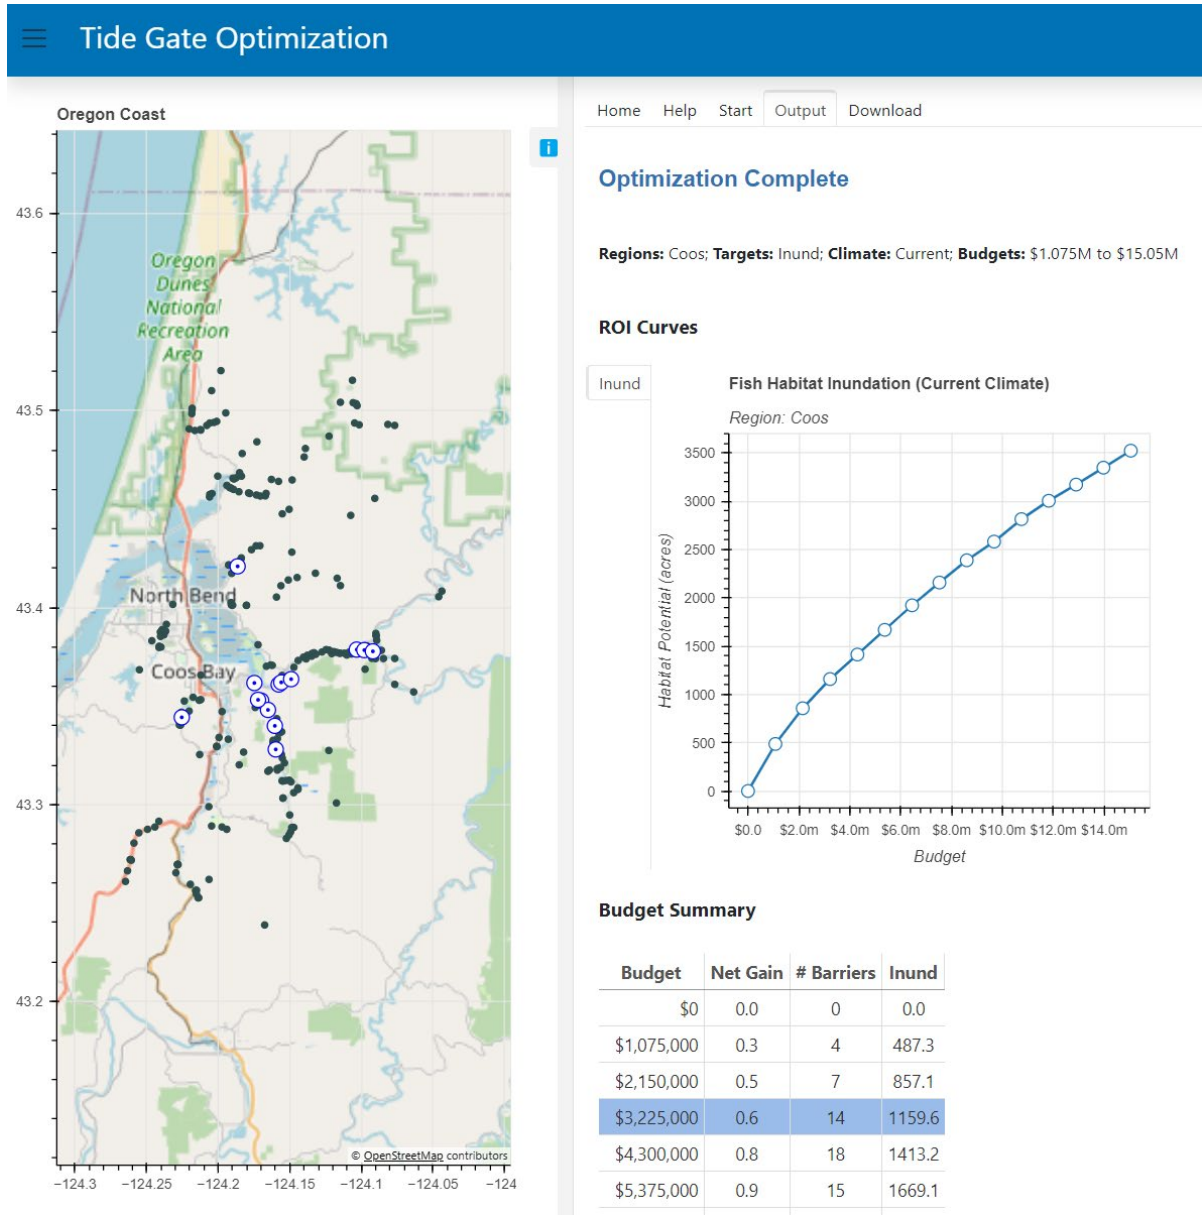 Tide Gate Optimization
Oregon Coast
43.6
43.5
43.4
43.3
43.2
−124.3
−124.25
−124.2
−124.15
−124.1
−124.05
−124
Oregon
Dunes
National
Recreation
Area
North Bend
Coos Bay
© OpenStreetMap contributors
i
Home Help Start Output Download
Optimization Complete
Regions: Coos; Targets: Inund; Climate: Current; Budgets: $1.075M to $15.05M
ROI Curves
Inund
Fish Habitat Inundation (Current Climate)
Region: Coos
Habitat Potential (acres)
3500
3000
2500
2000
1500
1000
500
0
$0.0 $2.0m $4.0m $6.0m $8.0m $10.0m $12.0m $14.0m
Budget
Budget Summary
Budget Net Gain # Barriers Inund
$0 0.0 0 0.0
$1,075,000 0.3 4 487.3
$2,150,000 0.5 7 857.1
$3,225,000 0.6 14 1159.6
$4,300,000 0.8 18 1413.2
$5,375,000 0.9 15 1669.1